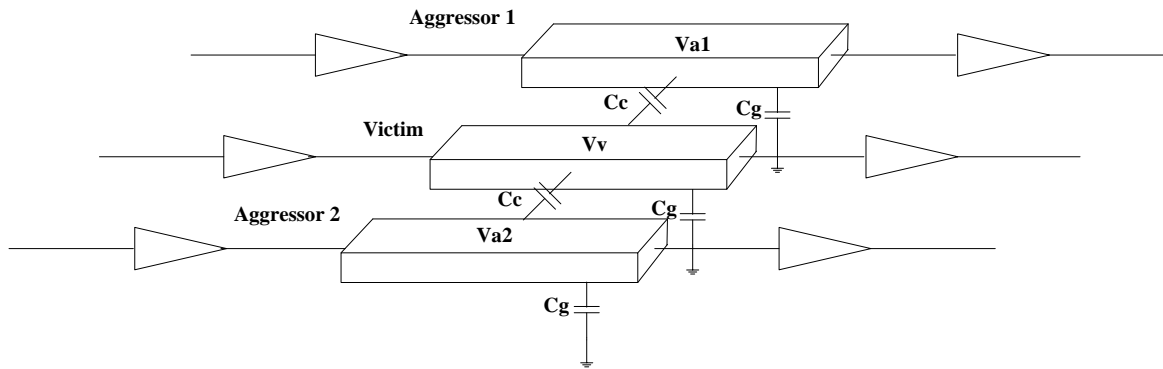 Aggressor 1
Va1
Cc
Cg
Victim
Vv
Cc
Cg
Aggressor 2
Va2
Cg